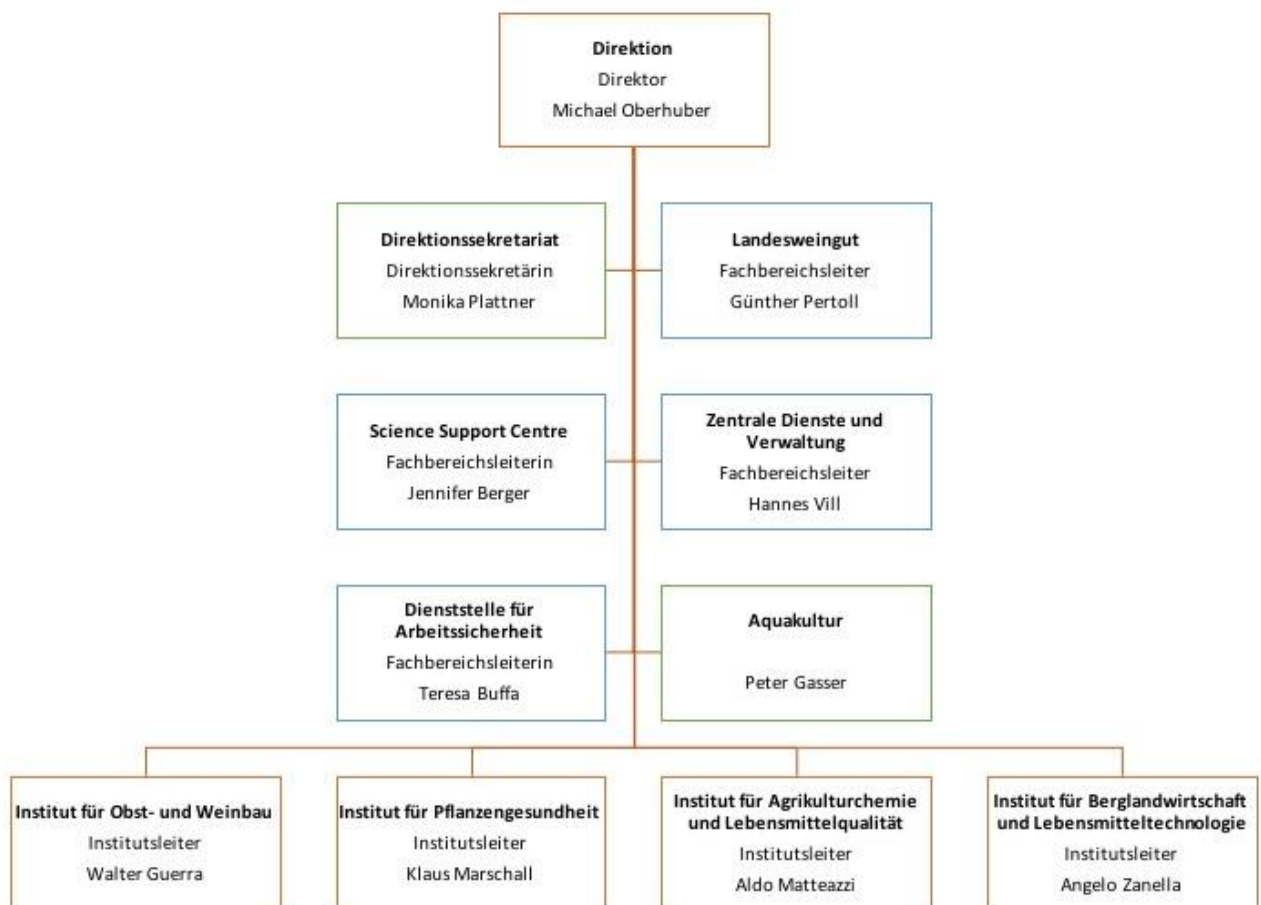 Direktion
Direktor
Michael Oberhuber
Direktionssekretariat
Direktionssekretärin
Monika Plattner
Landesweingut
Fachbereichsleiter
Günther Pertoll
Science Support Centre
Fachbereichsleiterin
Jennifer Berger
Zentrale Dienste und
Verwaltung
Fachbereichsleiter
Hannes Vill
Dienststelle für
Arbeitssicherheit
Fachbereichsleiterin
Teresa Buffa
Aquakultur
Peter Gasser
Institut für Obst- und Weinbau
Institutsleiter
Walter Guerra
Institut für Pflanzengesundheit
Institutsleiter
Klaus Marschall
Institut für Agrikulturchemie
und Lebensmittelqualität
Institutsleiter
Aldo Matteazzi
Institut für Berglandwirtschaft
und Lebensmitteltechnologie
Institutsleiter
Angelo Zanella